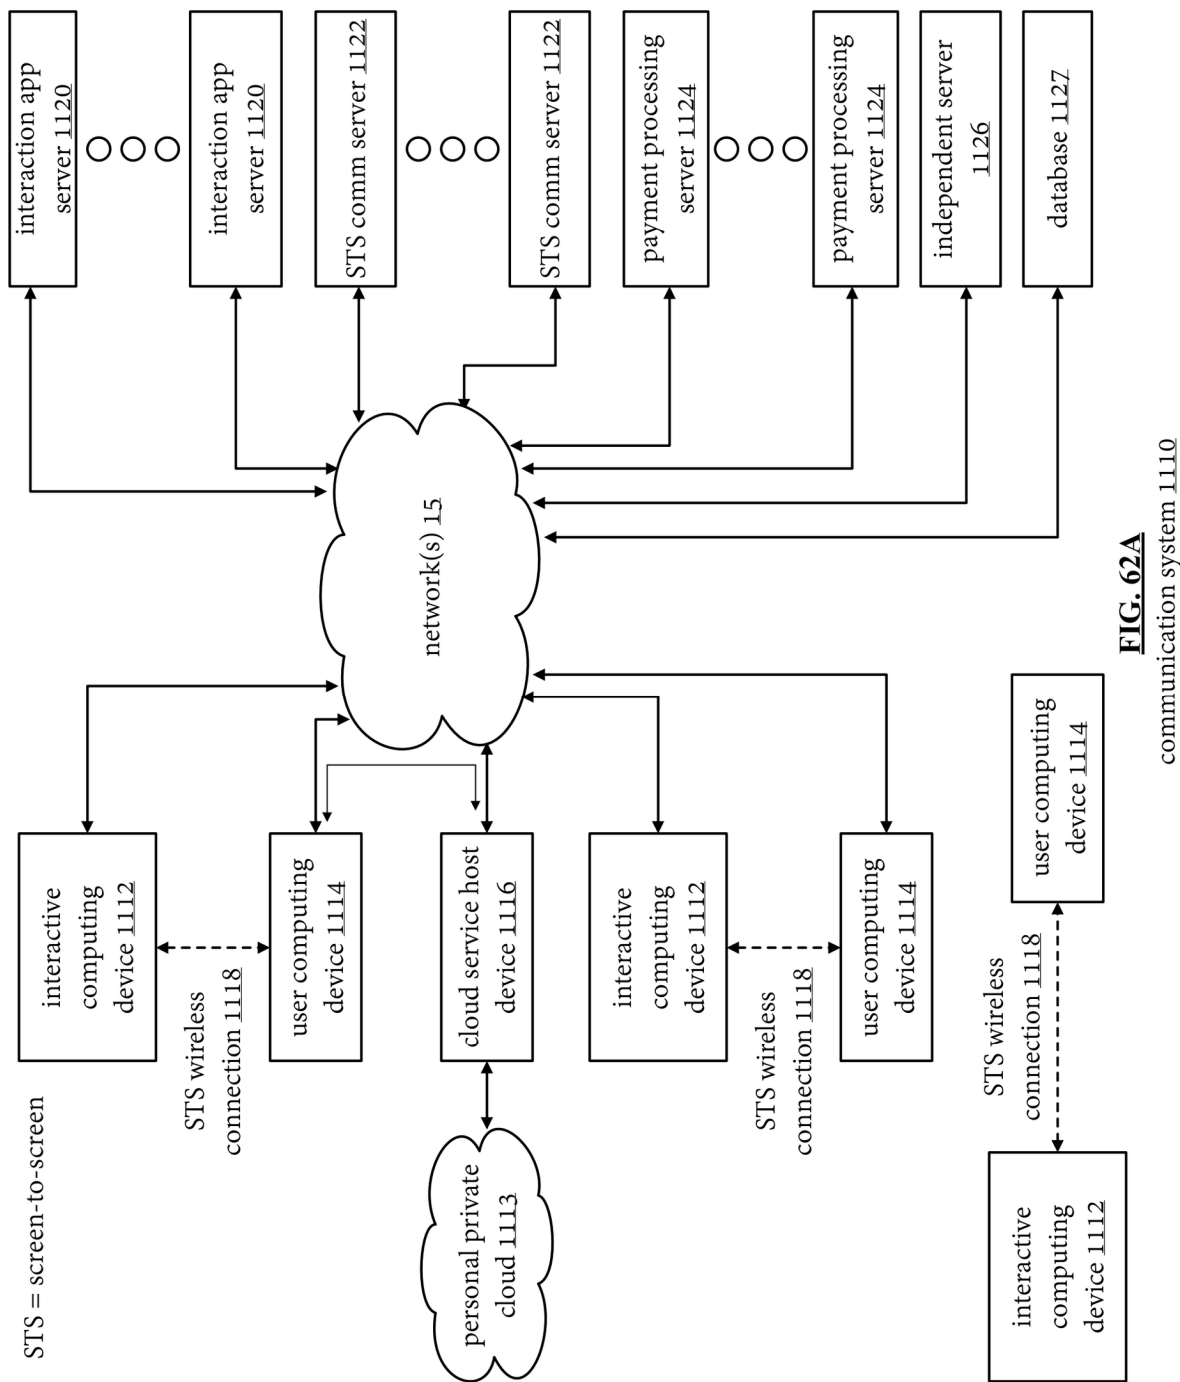 STS = screen-to-screen
interactive
computing
device 1112
STS wireless
connection 1118
user computing
device 1114
personal private
cloud 1113
cloud service host
device 1116
interactive
computing
device 1112
STS wireless
connection 1118
user computing
device 1114
interactive
computing
device 1112
STS wireless
connection 1118
user computing
device 1114
network(s) 15
interaction app
server 1120
interaction app
server 1120
STS comm server 1122
STS comm server 1122
payment processing
server 1124
payment processing
server 1124
independent server
1126
database 1127
FIG. 62A
communication system 1110